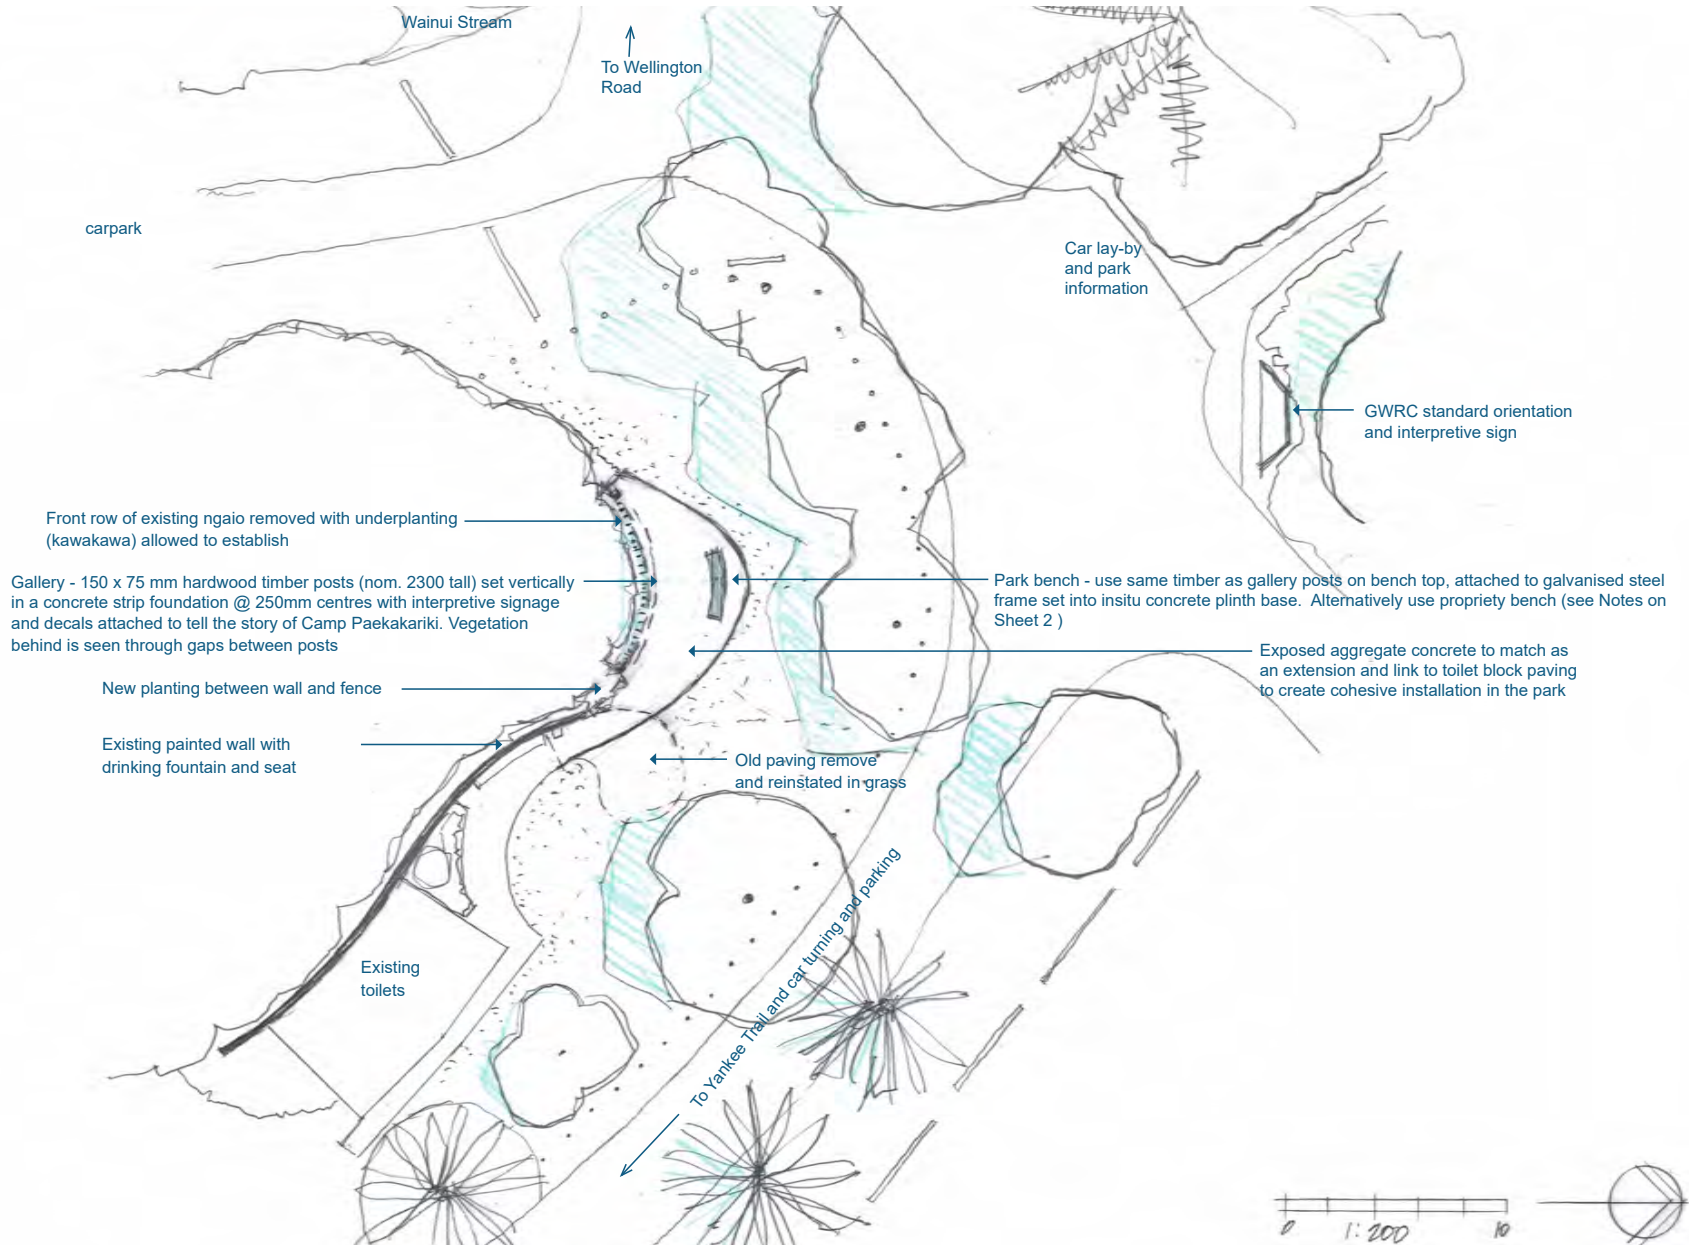 Wainui Stream
To Wellington
Road
carpark
Car lay-by
and park
information
GWRC standard orientation
and interpretive sign
Front row of existing ngaio removed with underplanting
(kawakawa) allowed to establish
Gallery - 150 x 75 mm hardwood timber posts (nom. 2300 tall) set vertically
in a concrete strip foundation @ 250mm centres with interpretive signage
and decals attached to tell the story of Camp Paekakariki. Vegetation
behind is seen through gaps between posts
Park bench - use same timber as gallery posts on bench top, attached to galvanised steel
frame set into insitu concrete plinth base. Alternatively use propriety bench (see Notes on
Sheet 2 )
Exposed aggregate concrete to match as
an extension and link to toilet block paving
to create cohesive installation in the park
New planting between wall and fence
Existing painted wall with
drinking fountain and seat
Old paving remove
and reinstated in grass
Existing
toilets
To Yankee Trail and car turning and parking
0 1:200 10